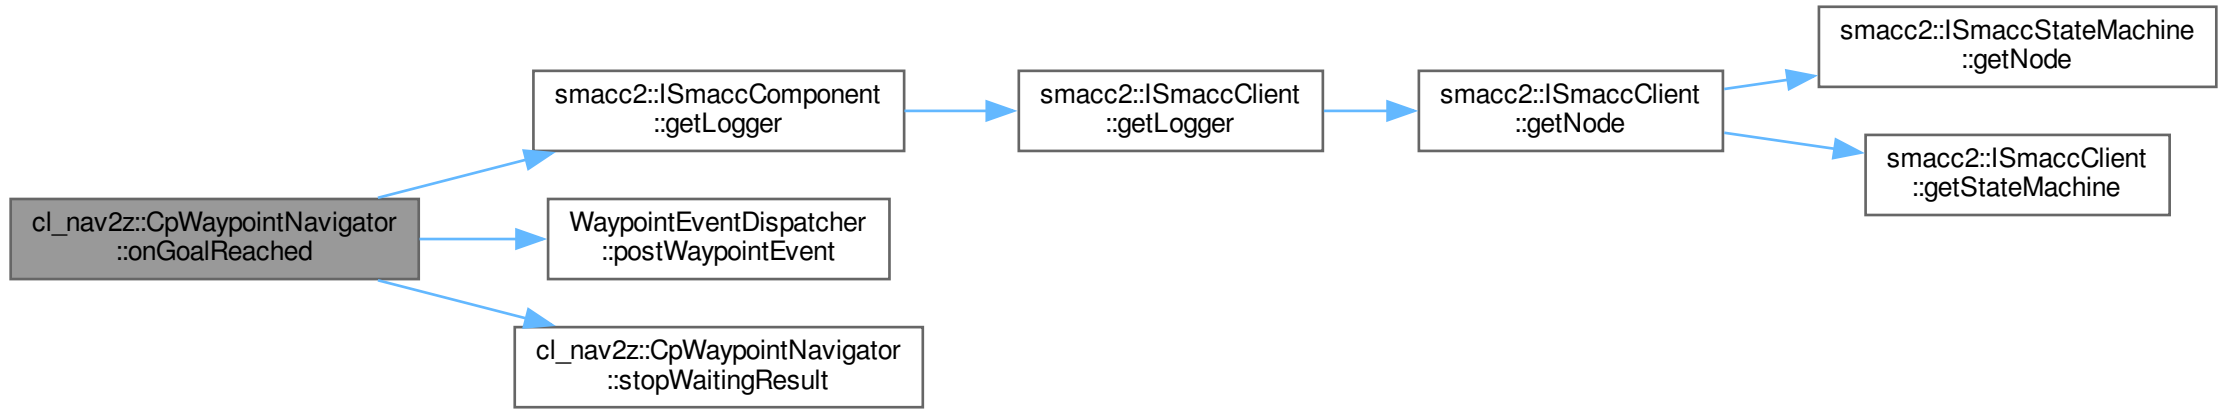 cl_nav2z::CpWaypointNavigator
::onGoalReached
smacc2::ISmaccComponent
::getLogger
smacc2::ISmaccClient
::getLogger
smacc2::ISmaccClient
::getNode
smacc2::ISmaccStateMachine
::getNode
smacc2::ISmaccClient
::getStateMachine
WaypointEventDispatcher
::postWaypointEvent
cl_nav2z::CpWaypointNavigator
::stopWaitingResult